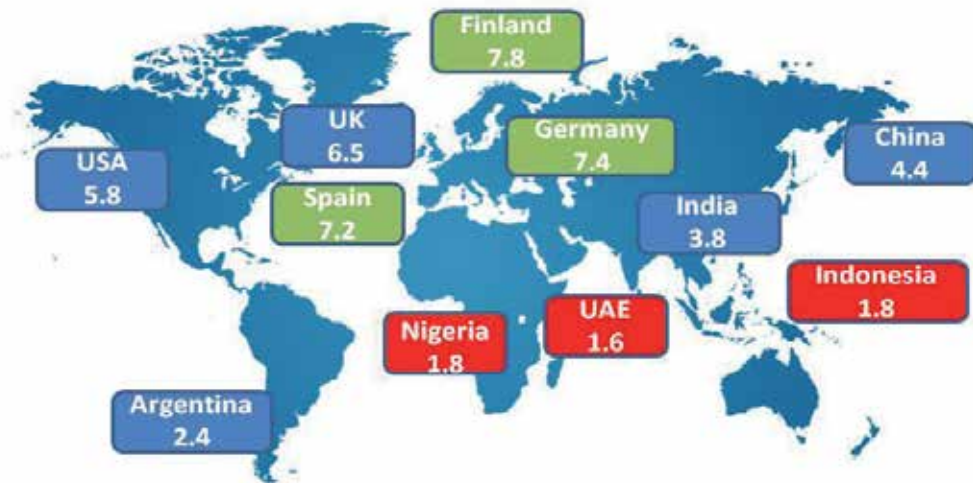 Finland
7.8
UK
6.5
Germany
7.4
China
4.4
USA
5.8
Spain
7.2
India
3.8
Indonesia
1.8
Nigeria
1.8
UAE
1.6
Argentina
2.4